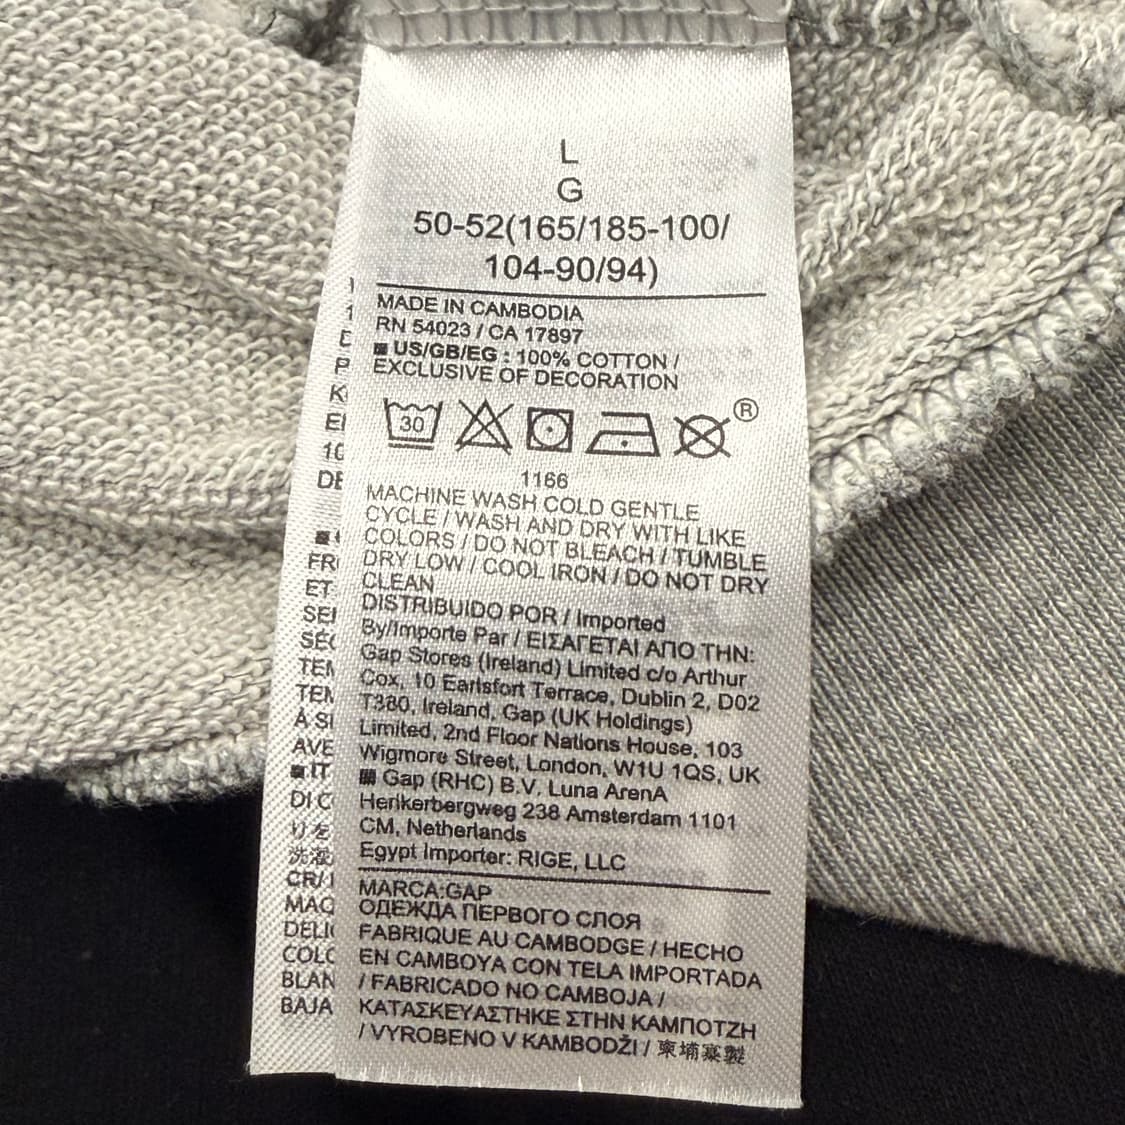 L
G
50-52(165/185-100/
104-90/94)
MADE IN CAMBODIA
RN 54023 / CA 17897
US/GB/EG : 100% COTTON /
EXCLUSIVE OF DECORATION
30
®
1166
MACHINE WASH COLD GENTLE
CYCLE / WASH AND DRY WITH LIKE
COLORS / DO NOT BLEACH / TUMBLE
DRY LOW / COOL IRON / DO NOT DRY
CLEAN
DISTRIBUIDO POR / Imported
By/Importe Par / ΕΙΣΑΓΕΤΑΙ ΑΠΟ ΤΗΝ:
Gap Stores (Ireland) Limited c/o Arthur
Cox, 10 Earlsfort Terrace, Dublin 2, D02
T380, Ireland, Gap (UK Holdings)
Limited, 2nd Floor Nations House, 103
Wigmore Street, London, W1U 1QS, UK
Gap (RHC) B.V. Luna ArenA
Herikerbergweg 238 Amsterdam 1101
CM, Netherlands
Egypt Importer: RIGE, LLC
MARCA:GAP
ОДЕЖДА ПЕРВОГО СЛОЯ
FABRIQUE AU CAMBODGE / HECHO
EN CAMBOYA CON TELA IMPORTADA
/ FABRICADO NO CAMBOJA /
ΚΑΤΑΣΚΕΥΑΣΤΗΚΕ ΣΤΗΝ ΚΑΜΠΟΤΖΗ
/ VYROBENO V KAMBODŽI / 柬埔寨製